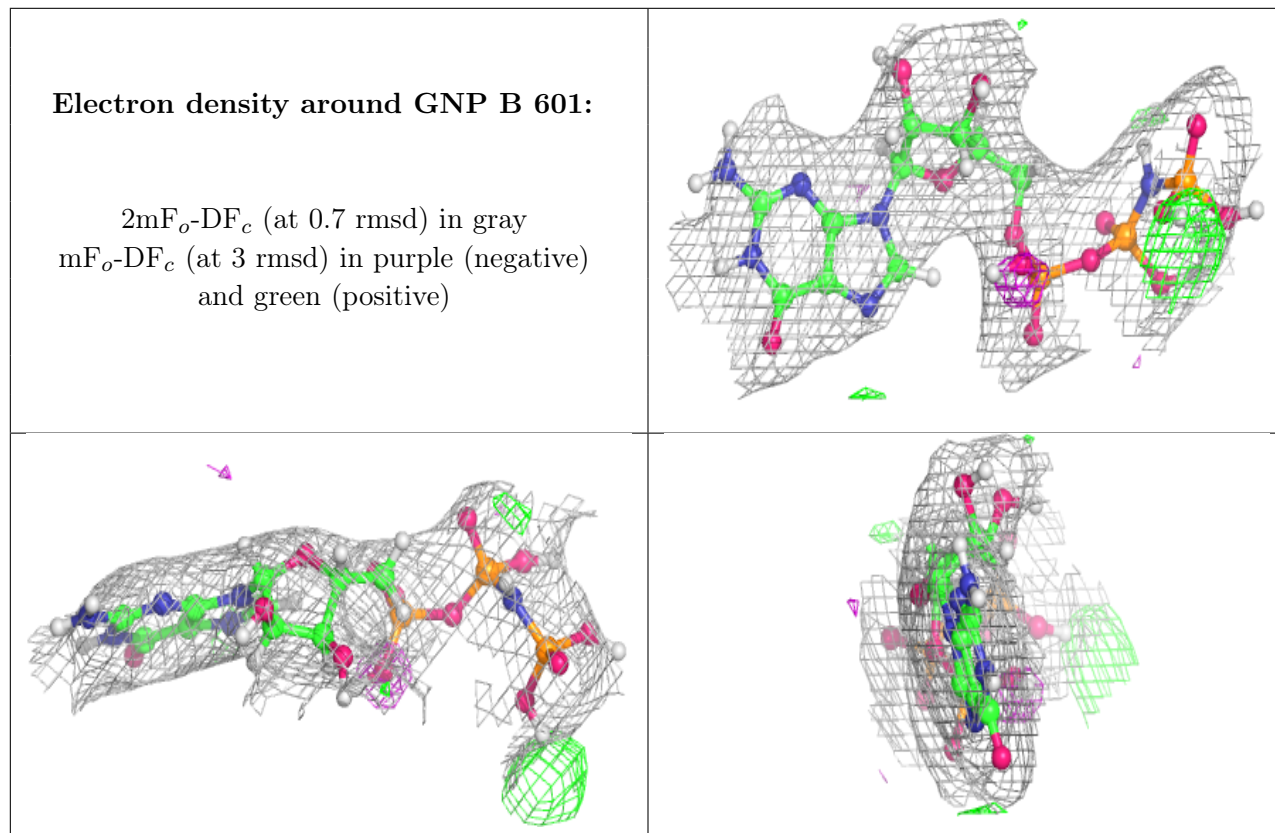 Electron density around GNP B 601:
2mFo-DFc (at 0.7 rmsd) in gray
mFo-DFc (at 3 rmsd) in purple (negative)
and green (positive)